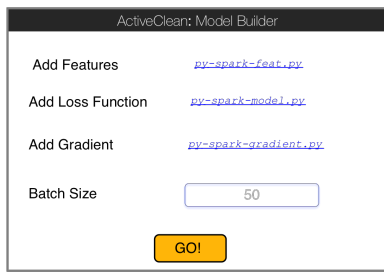 ActiveClean: Model Builder
Add Features py-spark-feat.py
Add Loss Function py-spark-model.py
Add Gradient py-spark-gradient.py
Batch Size 50
GO!